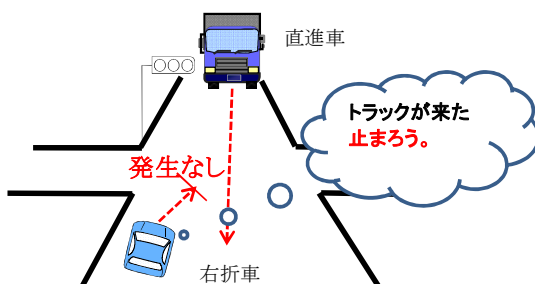 直進車
トラックが来た
止まろう。
発生なし
右折車